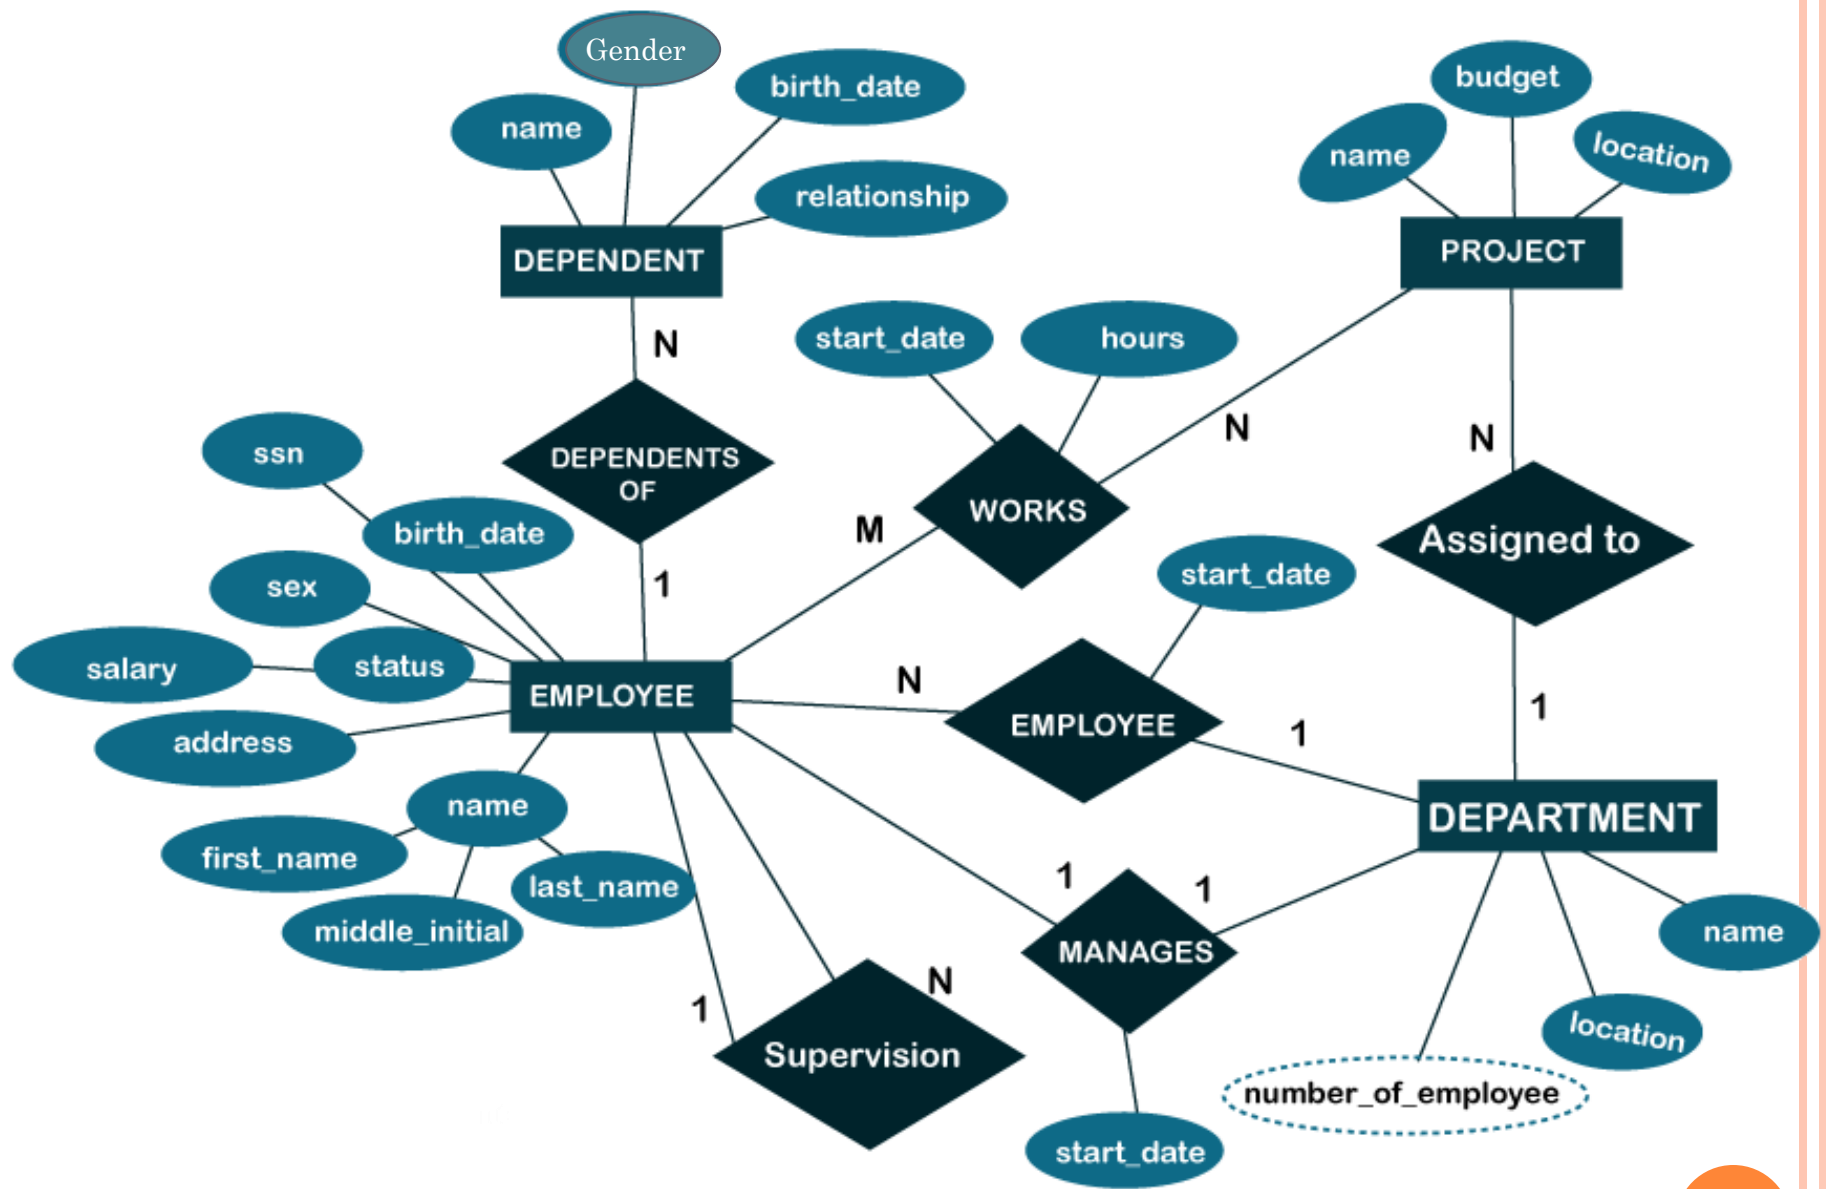 Gender
birth_date
budget
name
name
location
relationship
DEPENDENT
PROJECT
start_date
hours
N
N
N
ssn
DEPENDENTS
OF
WORKS
M
birth_date
Assigned to
sex
1
start_date
salary
status
EMPLOYEE
N
EMPLOYEE
1
1
address
name
DEPARTMENT
first_name
last_name
1
1
middle_initial
MANAGES
name
N
1
Supervision
location
number_of_employee
start_date